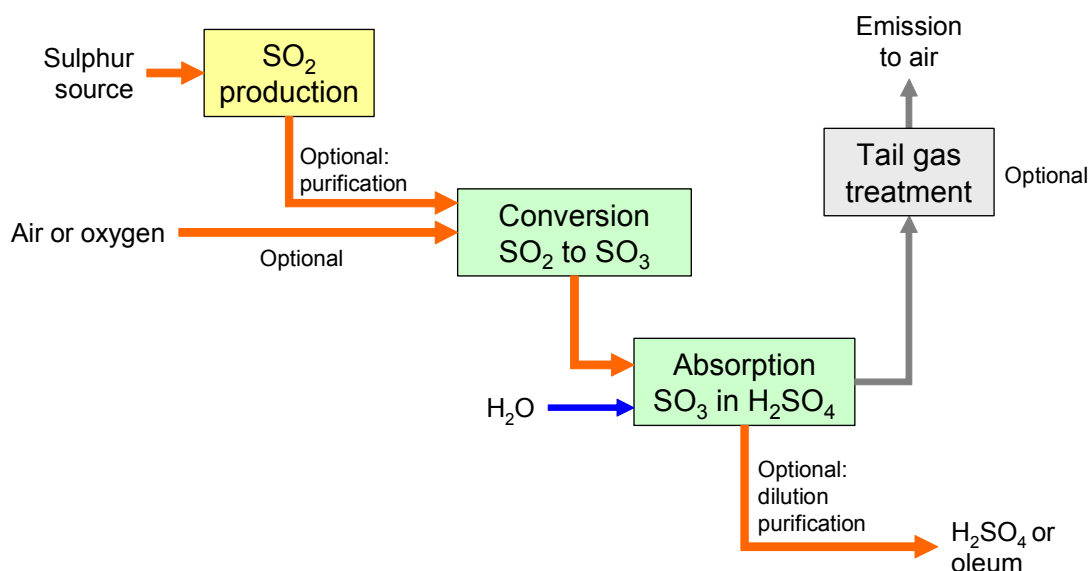 Sulphur
source
SO₂
production
Emission
to air
Optional:
purification
Tail gas
treatment
Optional
Air or oxygen
Optional
Conversion
SO₂ to SO₃
Absorption
SO₃ in H₂SO₄
H₂O
Optional:
dilution
purification
H₂SO₄ or
oleum